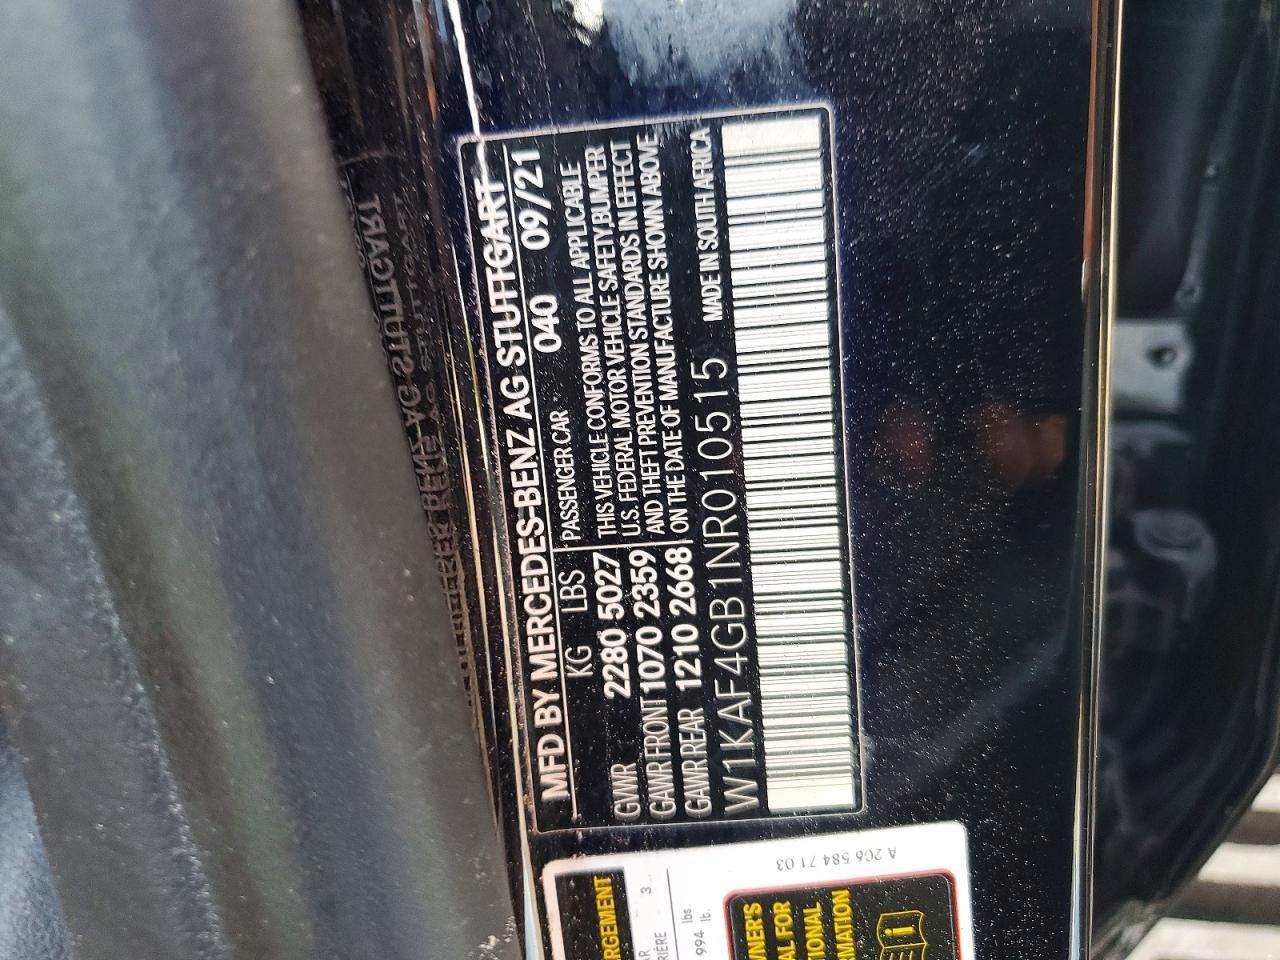 MFD BY MERCEDES-BENZ AG STUTTGART
040 09/21
KG LBS PASSENGER CAR
GVWR 2280 5027
GAWR FRONT 1070 2359
GAWR REAR 1210 2668
THIS VEHICLE CONFORMS TO ALL APPLICABLE
U.S. FEDERAL MOTOR VEHICLE SAFETY, BUMPER
AND THEFT PREVENTION STANDARDS IN EFFECT
ON THE DATE OF MANUFACTURE SHOWN ABOVE
W1KAF4GB1NR010515 MADE IN SOUTH AFRICA
A 206 584 71 03
994 lb.
lbs.